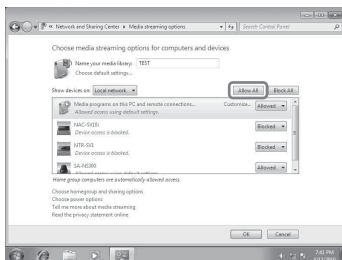 Network and Sharing Center ▸ Media streaming options
Search Control Panel
Choose media streaming options for computers and devices
Name your media library: TEST
Choose default settings...
Show devices on: Local network
Allow All
Block All
Media programs on this PC and remote connections...
Allowed access using default settings.
Customize...
Allowed
Device access is blocked.
Blocked
NTR-SX1
Device access is blocked.
Blocked
SA-NS300
Allowed
Home group computers are automatically allowed access.
Choose homegroup and sharing options
Choose power options
Tell me more about media streaming
Read the privacy statement online
OK
Cancel
7:41 PM